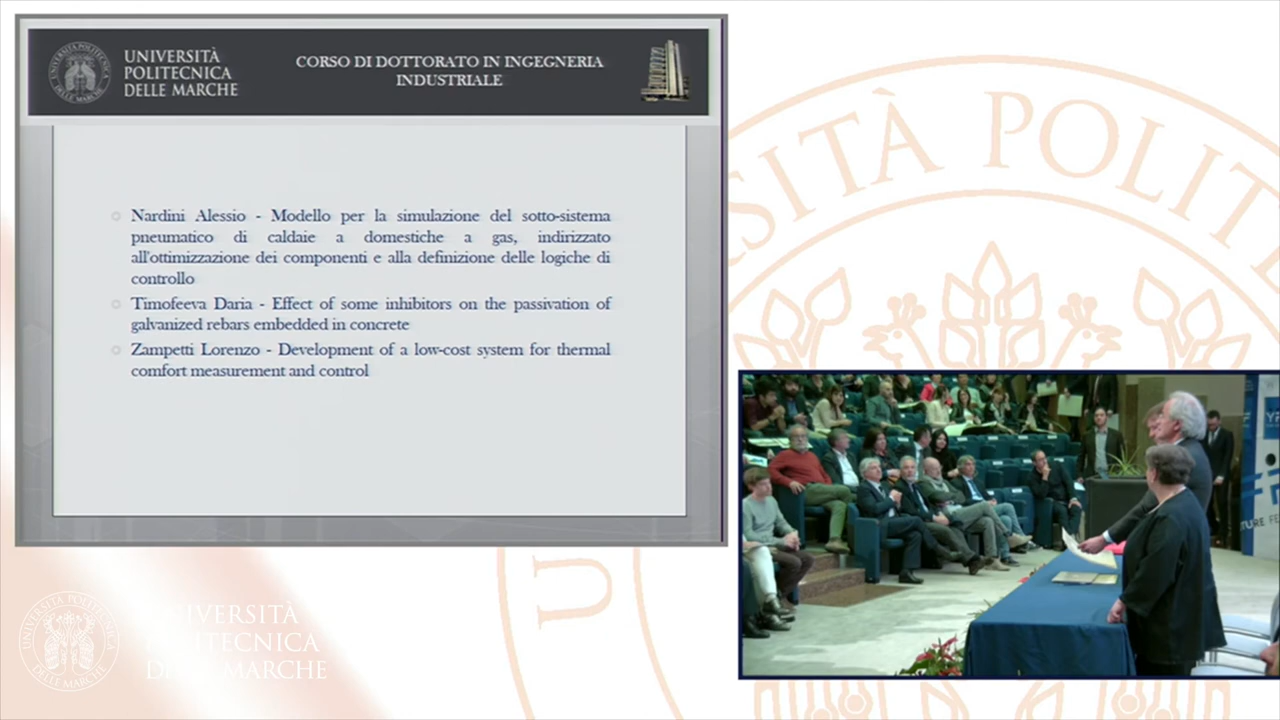 UNIVERSITÀ
POLITECNICA
DELLE MARCHE
CORSO DI DOTTORATO IN INGEGNERIA
INDUSTRIALE
Nardini Alessio - Modello per la simulazione del sotto-sistema
pneumatico di caldaie a domestiche a gas, indirizzato
all'ottimizzazione dei componenti e alla definizione delle logiche di
controllo
Timofeeva Daria - Effect of some inhibitors on the passivation of
galvanized rebars embedded in concrete
Zampetti Lorenzo - Development of a low-cost system for thermal
comfort measurement and control
RSITÀ POLIT
U
UNIVERSITÀ
POLITECNICA
DELLE MARCHE